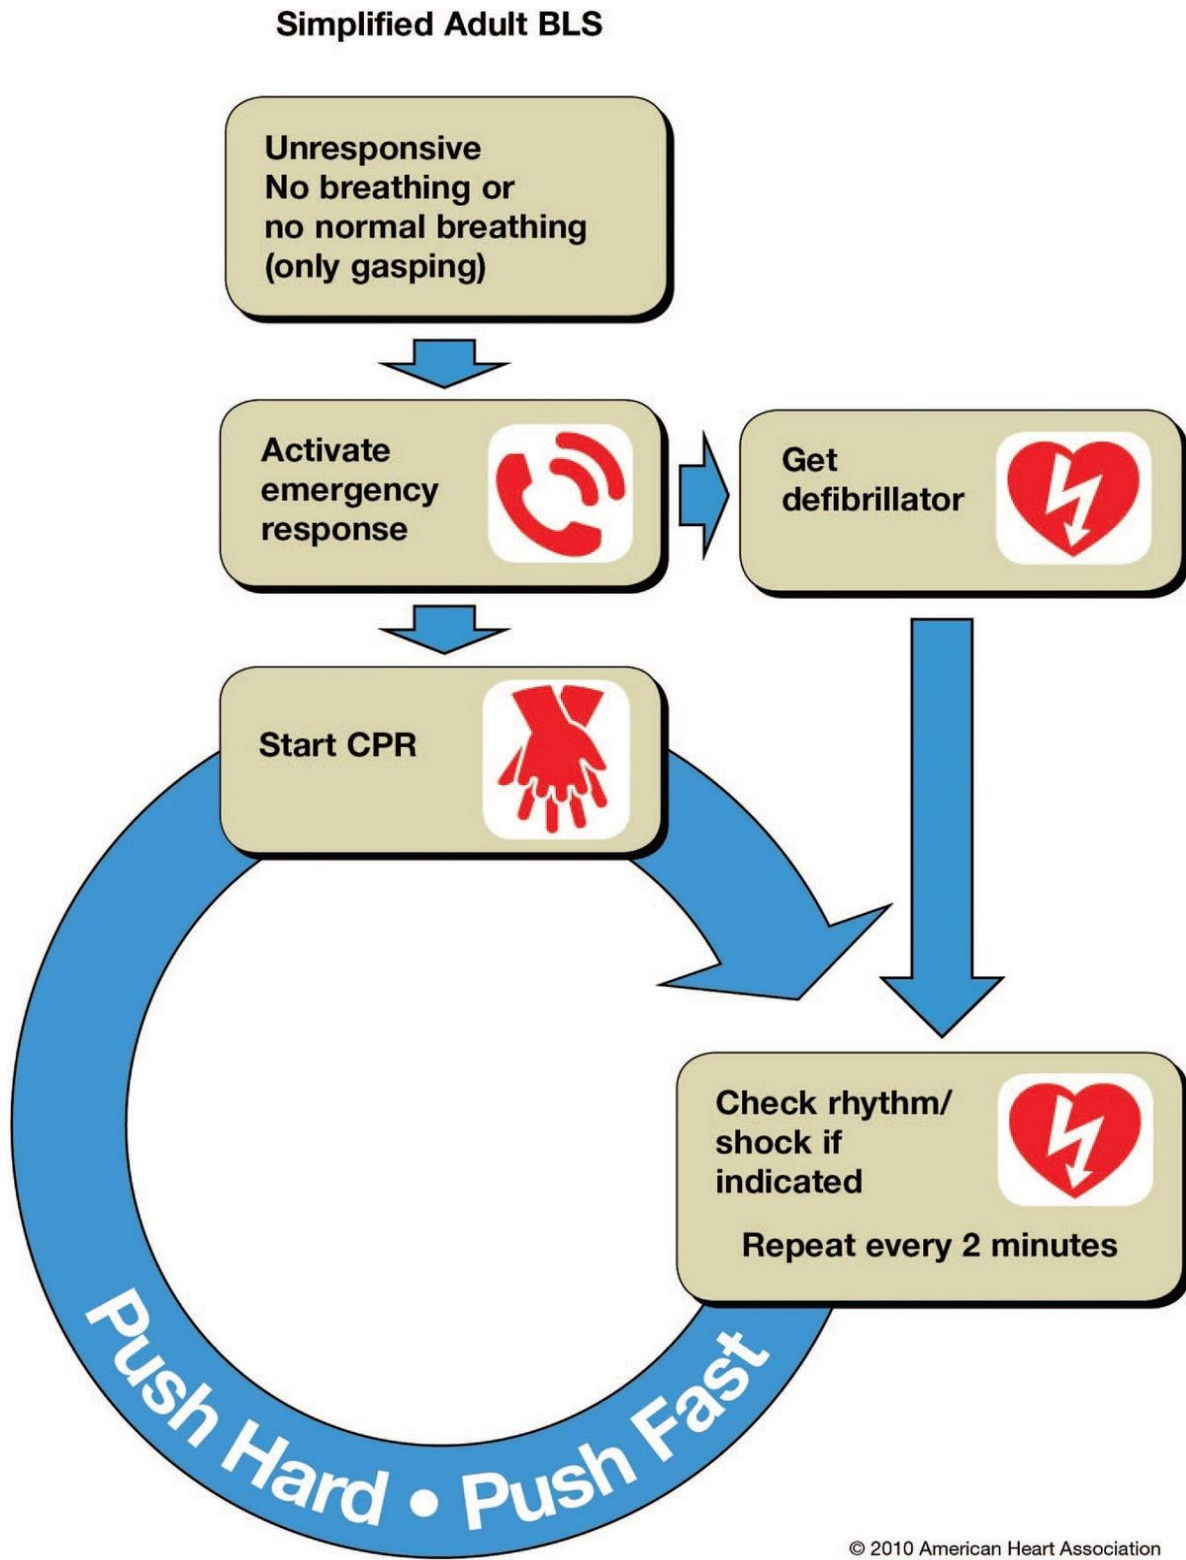 Simplified Adult BLS
Unresponsive
No breathing or
no normal breathing
(only gasping)
Activate
emergency
response
Get
defibrillator
Start CPR
Check rhythm/
shock if
indicated
Repeat every 2 minutes
Push Hard • Push Fast
© 2010 American Heart Association